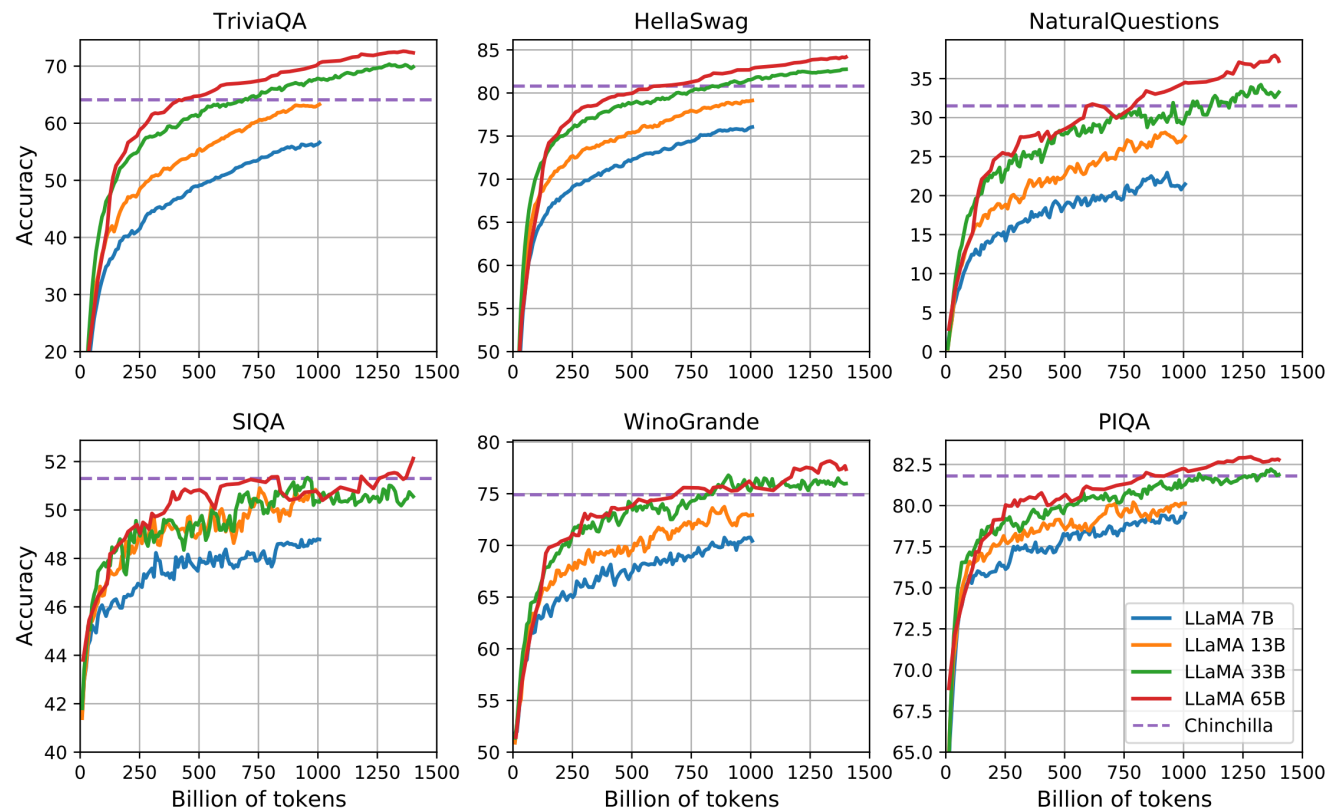 TriviaQA
HellaSwag
NaturalQuestions
Accuracy
70
60
50
40
30
20
0 250 500 750 1000 1250 1500
85
80
75
70
65
60
55
50
0 250 500 750 1000 1250 1500
35
30
25
20
15
10
5
0
0 250 500 750 1000 1250 1500
SIQA
WinoGrande
PIQA
Accuracy
52
50
48
46
44
42
40
0 250 500 750 1000 1250 1500
Billion of tokens
80
75
70
65
60
55
50
0 250 500 750 1000 1250 1500
Billion of tokens
82.5
80.0
77.5
75.0
72.5
70.0
67.5
65.0
LLaMA 7B
LLaMA 13B
LLaMA 33B
LLaMA 65B
Chinchilla
0 250 500 750 1000 1250 1500
Billion of tokens